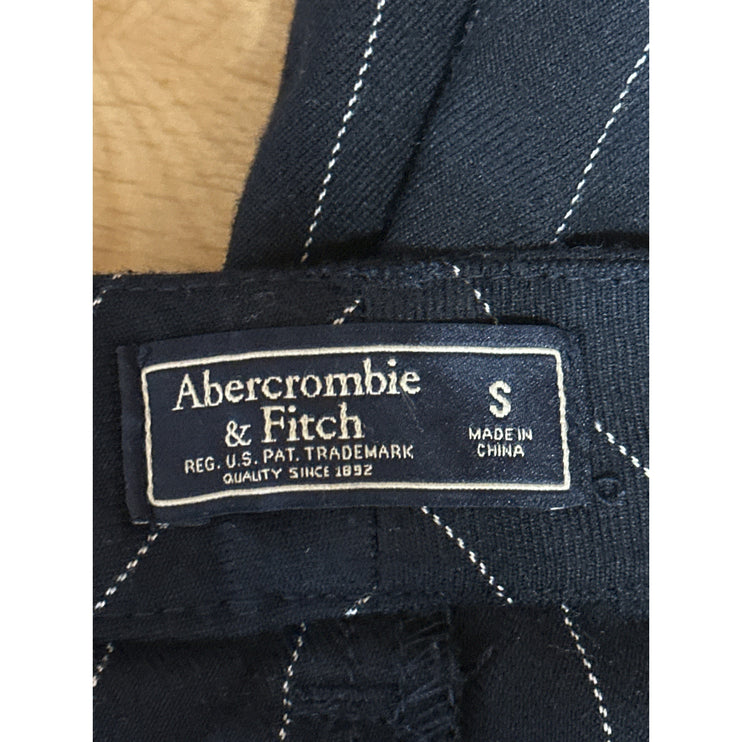 Abercrombie
& Fitch
REG. U.S. PAT. TRADEMARK
QUALITY SINCE 1892
S
MADE IN
CHINA